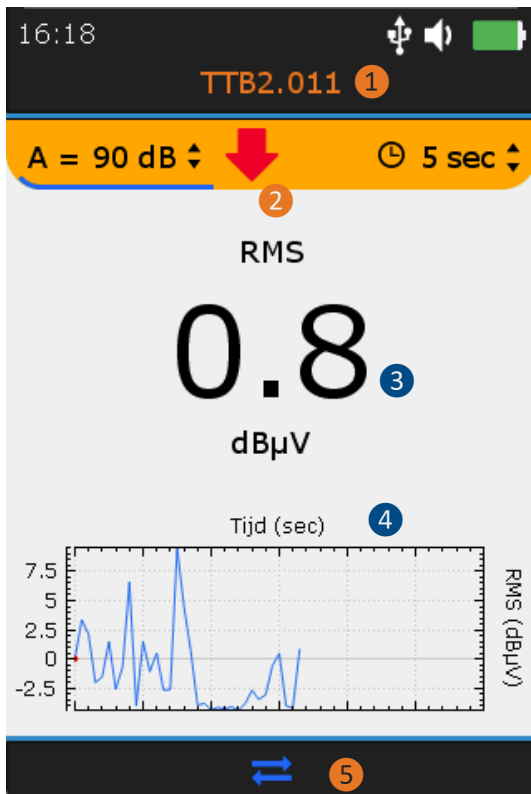 16:18
TTB2.011 1
A = 90 dB 5 sec
2
RMS
0.8 3
dBµV
Tijd (sec) 4
7.5
5
2.5
0
-2.5
RMS (dBµV)
5